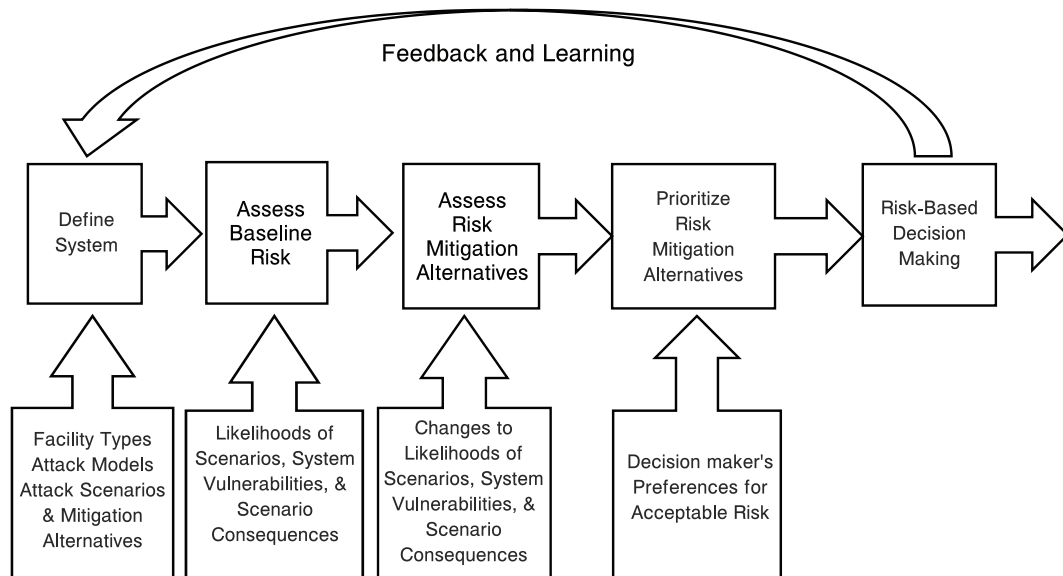 Feedback and Learning
Define
System
Assess
Baseline
Risk
Assess
Risk
Mitigation
Alternatives
Prioritize
Risk
Mitigation
Alternatives
Risk-Based
Decision
Making
Facility Types
Attack Models
Attack Scenarios
& Mitigation
Alternatives
Likelihoods of
Scenarios, System
Vulnerabilities, &
Scenario
Consequences
Changes to
Likelihoods of
Scenarios, System
Vulnerabilities, &
Scenario
Consequences
Decision maker's
Preferences for
Acceptable Risk